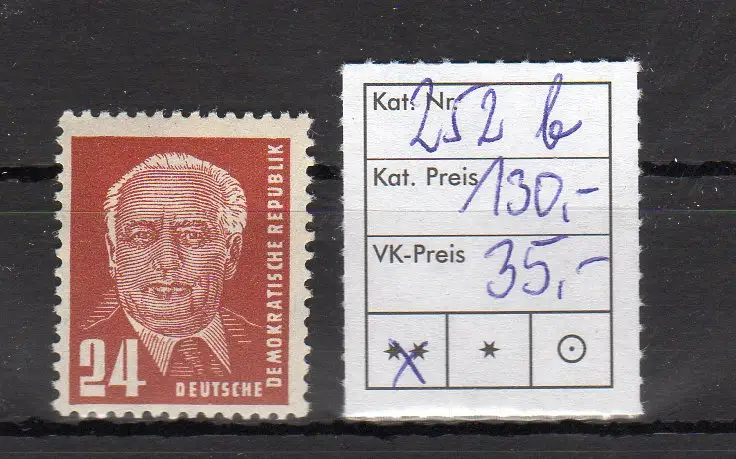 DEMOKRATISCHE REPUBLIK
24 DEUTSCHE
Kat. Nr. 252 b
Kat. Preis 130,-
VK-Preis 35,-